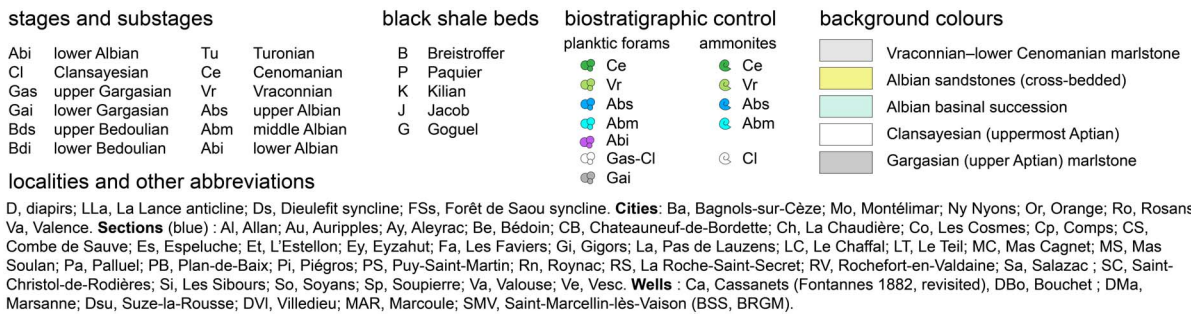 stages and substages
Abi lower Albian
Cl Clansayesian
Gas upper Gargasian
Gai lower Gargasian
Bds upper Bedoulian
Bdi lower Bedoulian
Tu Turonian
Ce Cenomanian
Vr Vraconnian
Abs upper Albian
Abm middle Albian
Abi lower Albian
black shale beds
B Breistroffer
P Paquier
K Kilian
J Jacob
G Goguel
biostratigraphic control
planktic forams
Ce
Vr
Abs
Abm
Abi
Gas-Cl
Gai
ammonites
Ce
Vr
Abs
Abm
Cl
background colours
Vraconnian–lower Cenomanian marlstone
Albian sandstones (cross-bedded)
Albian basinal succession
Clansayesian (uppermost Aptian)
Gargasian (upper Aptian) marlstone
localities and other abbreviations
D, diapirs; LLa, La Lance anticline; Ds, Dieulefit syncline; FSs, Forêt de Saou syncline. Cities: Ba, Bagnols-sur-Cèze; Mo, Montélimar; Ny Nyons; Or, Orange; Ro, Rosans
Va, Valence. Sections (blue) : Al, Allan; Au, Auripples; Ay, Aleyrac; Be, Bédoin; CB, Chateauneuf-de-Bordette; Ch, La Chaudière; Co, Les Cosmes; Cp, Comps; CS,
Combe de Sauve; Es, Espeluche; Et, L'Estellon; Ey, Eyzahut; Fa, Les Faviers; Gi, Gigors; La, Pas de Lauzens; LC, Le Chaffal; LT, Le Teil; MC, Mas Cagnet; MS, Mas
Soulan; Pa, Palluel; PB, Plan-de-Baix; Pi, Piégros; PS, Puy-Saint-Martin; Rn, Roynac; RS, La Roche-Saint-Secret; RV, Rochefort-en-Valdaine; Sa, Salazac ; SC, Saint-
Christol-de-Rodières; Si, Les Sibours; So, Soyans; Sp, Soupierre; Va, Valouse; Ve, Vesc. Wells : Ca, Cassanets (Fontannes 1882, revisited), DBo, Bouchet ; DMa,
Marsanne; Dsu, Suze-la-Rousse; DVI, Villedieu; MAR, Marcoule; SMV, Saint-Marcellin-lès-Vaison (BSS, BRGM).